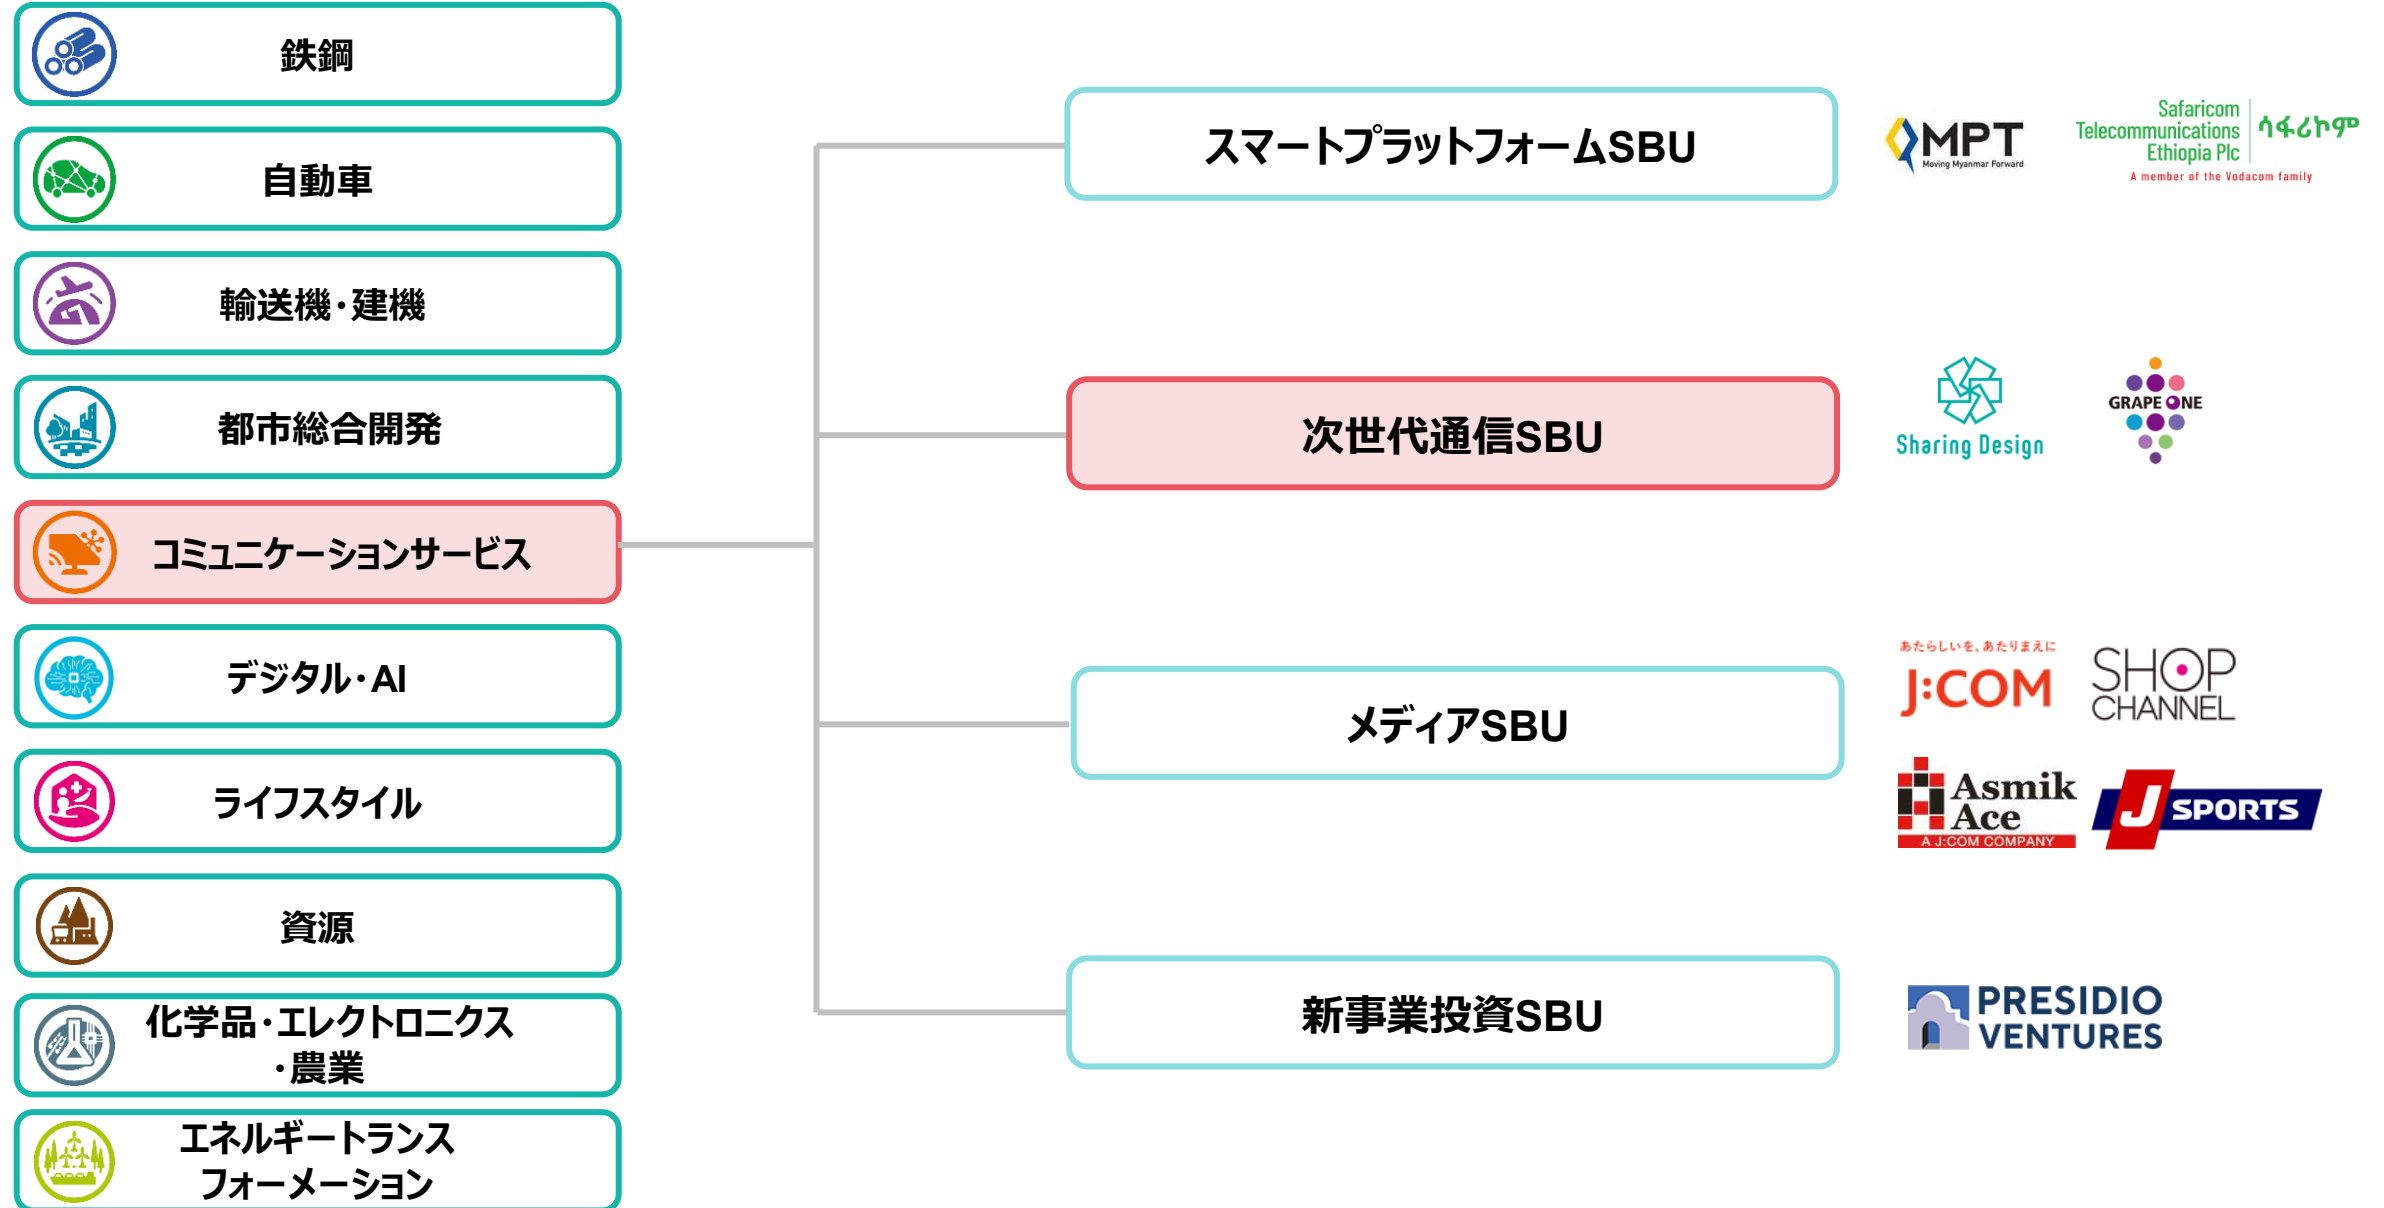 鉄鋼
自動車
輸送機・建機
都市総合開発
コミュニケーションサービス
デジタル・AI
ライフスタイル
資源
化学品・エレクトロニクス
・農業
エネルギートランス
フォーメーション
スマートプラットフォームSBU
MPT
Moving Myanmar Forward
Safaricom
Telecommunications
Ethiopia Plc
ሳፋሪኮም
A member of the Vodacom family
次世代通信SBU
Sharing Design
GRAPE ONE
メディアSBU
あたらしいを、あたりまえに
J:COM
SHOP
CHANNEL
Asmik
Ace
A J:COM COMPANY
J SPORTS
新事業投資SBU
PRESIDIO
VENTURES